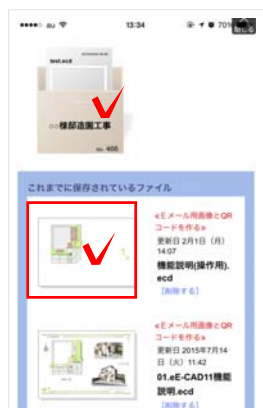 au 13:34 70%
閉じる
test.ecd
○○様邸造園工事
no. 466
これまでに保存されているファイル
«Eメール用画像とQR
コードを作る»
更新日 2月1日（月）
14:07
機能説明(操作用).
ecd
[削除する]
«Eメール用画像とQR
コードを作る»
更新日 2015年7月14
日（火）11:42
01.eE-CAD11機能
説明.ecd
[削除する]